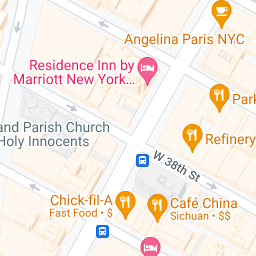 Angelina Paris NYC
Residence Inn by
Marriott New York...
Park
and Parish Church
Holy Innocents
Refinery
W 38th St
Chick-fil-A
Fast Food • $
Café China
Sichuan • $$